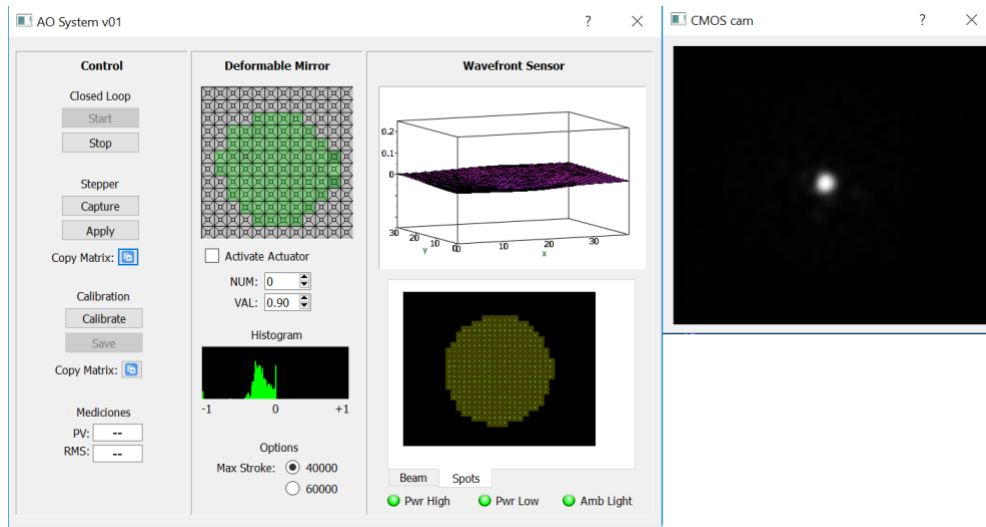 AO System v01
Control
Closed Loop
Start
Stop
Stepper
Capture
Apply
Copy Matrix:
Calibration
Calibrate
Save
Copy Matrix:
Mediciones
PV: --
RMS: --
Deformable Mirror
Activate Actuator
NUM: 0
VAL: 0.90
Histogram
-1 0 +1
Options
Max Stroke: 40000
60000
Wavefront Sensor
0.2
0.1
0
30 20 10 0 0 10 20 30
y x
Beam Spots
Pwr High Pwr Low Amb Light
CMOS cam